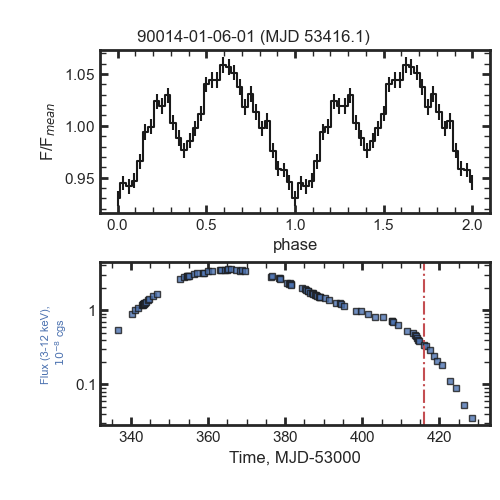 90014-01-06-01 (MJD 53416.1)
1.05
1.00
0.95
F/F_mean
0.0 0.5 1.0 1.5 2.0
phase
1
0.1
Flux (3-12 keV),
10⁻⁸ cgs
340 360 380 400 420
Time, MJD-53000